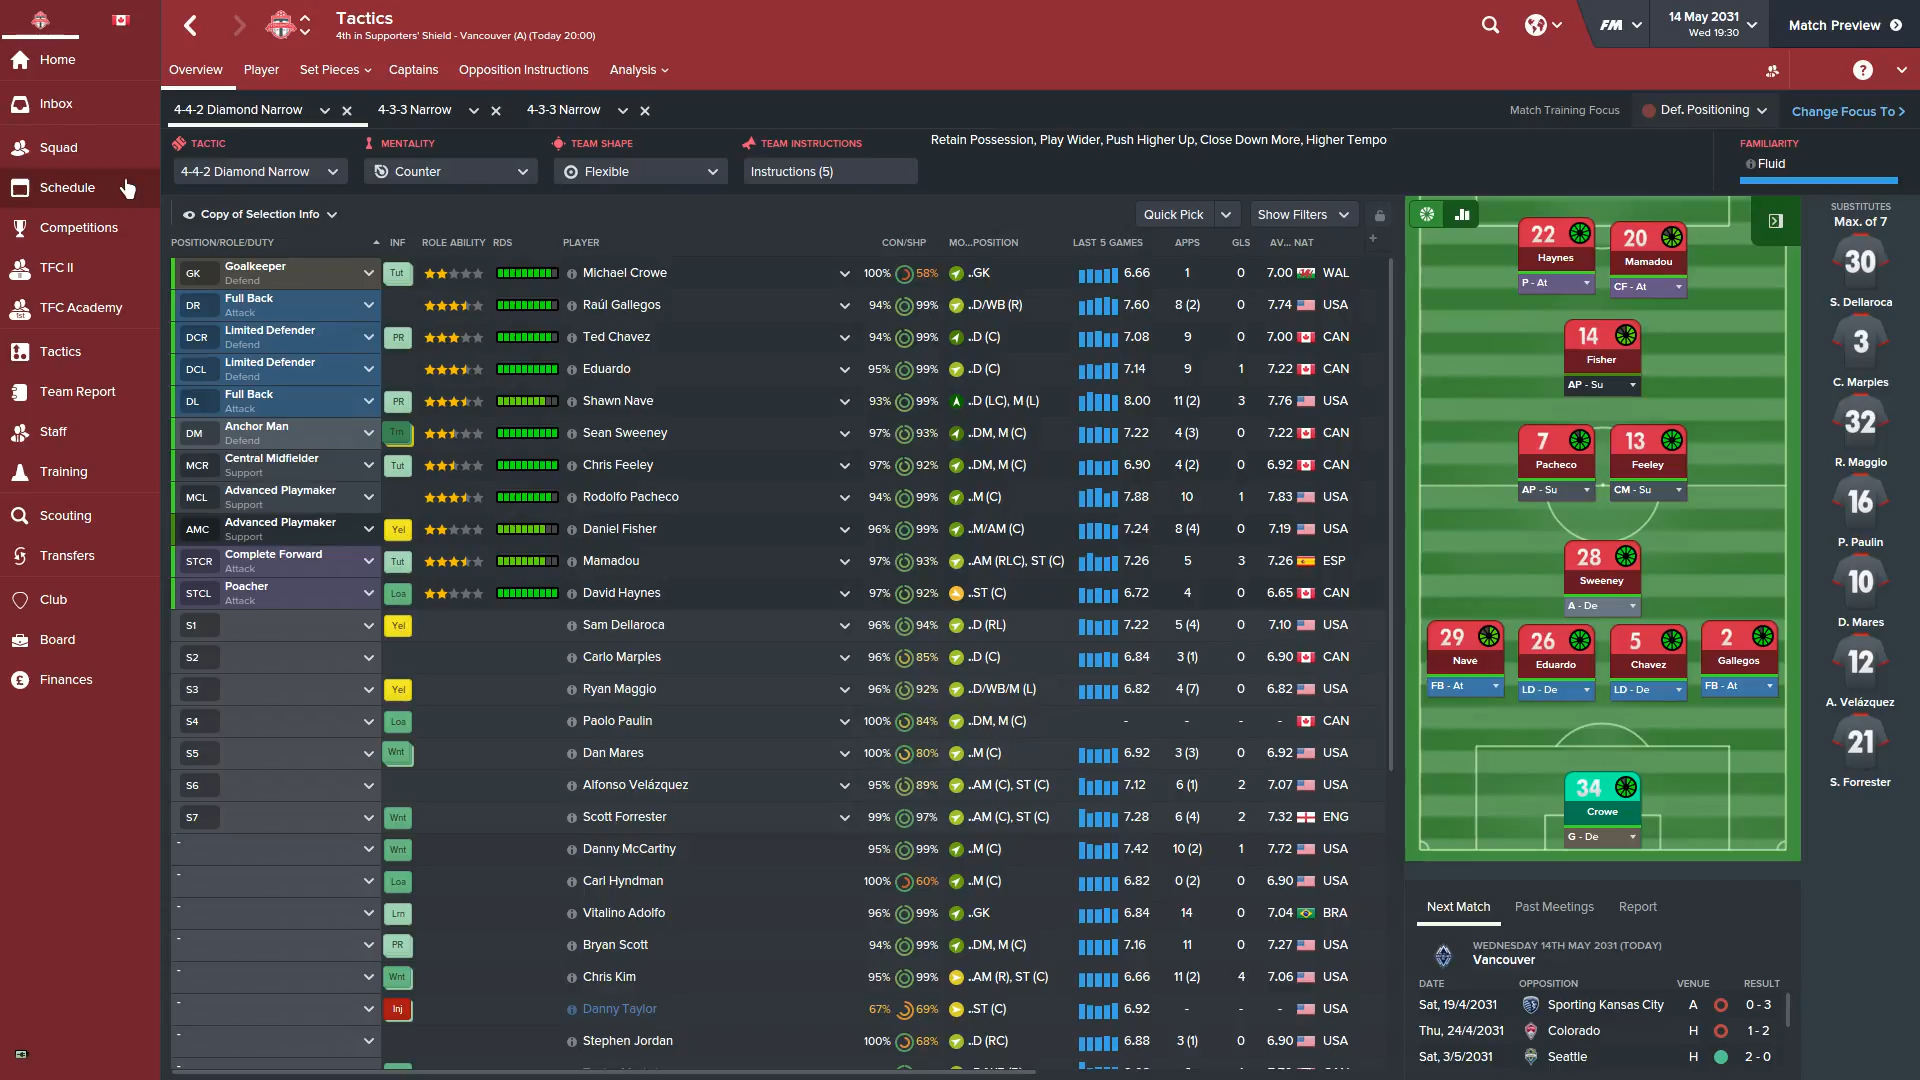 Tactics
4th in Supporters' Shield - Vancouver (A) (Today 20:00)
FM
14 May 2031
Wed 19:30
Match Preview
Overview Player Set Pieces Captains Opposition Instructions Analysis
Home
Inbox
Squad
Schedule
Competitions
TFC II
TFC Academy
Tactics
Team Report
Staff
Training
Scouting
Transfers
Club
Board
Finances
4-4-2 Diamond Narrow 4-3-3 Narrow 4-3-3 Narrow
Match Training Focus Def. Positioning Change Focus To >
TACTIC MENTALITY TEAM SHAPE TEAM INSTRUCTIONS
4-4-2 Diamond Narrow Counter Flexible Instructions (5)
Retain Possession, Play Wider, Push Higher Up, Close Down More, Higher Tempo
FAMILIARITY
Fluid
Copy of Selection Info Quick Pick Show Filters
POSITION/ROLE/DUTY INF ROLE ABILITY RDS PLAYER CON/SHP MO... POSITION LAST 5 GAMES APPS GLS AV... NAT
GK Goalkeeper Defend Tut Michael Crowe 100% 58% ..GK 6.66 1 0 7.00 WAL
DR Full Back Attack Raúl Gallegos 94% 99% ..D/WB (R) 7.60 8 (2) 0 7.74 USA
DCR Limited Defender Defend PR Ted Chavez 94% 99% ..D (C) 7.08 9 0 7.00 CAN
DCL Limited Defender Defend Eduardo 95% 99% ..D (C) 7.14 9 1 7.22 CAN
DL Full Back Attack PR Shawn Nave 93% 99% ..D (LC), M (L) 8.00 11 (2) 3 7.76 USA
DM Anchor Man Defend Trn Sean Sweeney 97% 93% ..DM, M (C) 7.22 4 (3) 0 7.22 CAN
MCR Central Midfielder Support Tut Chris Feeley 97% 92% ..DM, M (C) 6.90 4 (2) 0 6.92 CAN
MCL Advanced Playmaker Support Rodolfo Pacheco 94% 99% ..M (C) 7.88 10 1 7.83 USA
AMC Advanced Playmaker Support Yel Daniel Fisher 96% 99% ..M/AM (C) 7.24 8 (4) 0 7.19 USA
STCR Complete Forward Attack Tut Mamadou 97% 93% ..AM (RLC), ST (C) 7.26 5 3 7.26 ESP
STCL Poacher Attack Loa David Haynes 97% 92% ..ST (C) 6.72 4 0 6.65 CAN
S1 Yel Sam Dellaroca 96% 94% ..D (RL) 7.22 5 (4) 0 7.10 USA
S2 Carlo Marples 96% 85% ..D (C) 6.84 3 (1) 0 6.90 CAN
S3 Yel Ryan Maggio 96% 92% ..D/WB/M (L) 6.82 4 (7) 0 6.82 USA
S4 Loa Paolo Paulin 100% 84% ..DM, M (C) - - - - CAN
S5 Wnt Dan Mares 100% 80% ..M (C) 6.92 3 (3) 0 6.92 USA
S6 Alfonso Velázquez 95% 89% ..AM (C), ST (C) 7.12 6 (1) 2 7.07 USA
S7 Wnt Scott Forrester 99% 97% ..AM (C), ST (C) 7.28 6 (4) 2 7.32 ENG
- Wnt Danny McCarthy 95% 99% ..M (C) 7.42 10 (2) 1 7.72 USA
- Loa Carl Hyndman 100% 60% ..M (C) 6.82 0 (2) 0 6.90 USA
- Lrn Vitalino Adolfo 96% 99% ..GK 6.84 14 0 7.04 BRA
- PR Bryan Scott 94% 99% ..DM, M (C) 7.16 11 0 7.27 USA
- Wnt Chris Kim 95% 99% ..AM (R), ST (C) 6.66 11 (2) 4 7.06 USA
- Inj Danny Taylor 67% 69% ..ST (C) 6.92 - - - USA
- Stephen Jordan 100% 68% ..D (RC) 6.88 3 (1) 0 6.90 USA
22 20
Haynes Mamadou
P - At CF - At
14
Fisher
AP - Su
7 13
Pacheco Feeley
AP - Su CM - Su
28
Sweeney
A - De
29 26 5 2
Nave Eduardo Chavez Gallegos
FB - At LD - De LD - De FB - At
34
Crowe
G - De
SUBSTITUTES
Max. of 7
30
S. Dellaroca
3
C. Marples
32
R. Maggio
16
P. Paulin
10
D. Mares
12
A. Velázquez
21
S. Forrester
Next Match Past Meetings Report
WEDNESDAY 14TH MAY 2031 (TODAY)
Vancouver
DATE OPPOSITION VENUE RESULT
Sat, 19/4/2031 Sporting Kansas City A 0 - 3
Thu, 24/4/2031 Colorado H 1 - 2
Sat, 3/5/2031 Seattle H 2 - 0